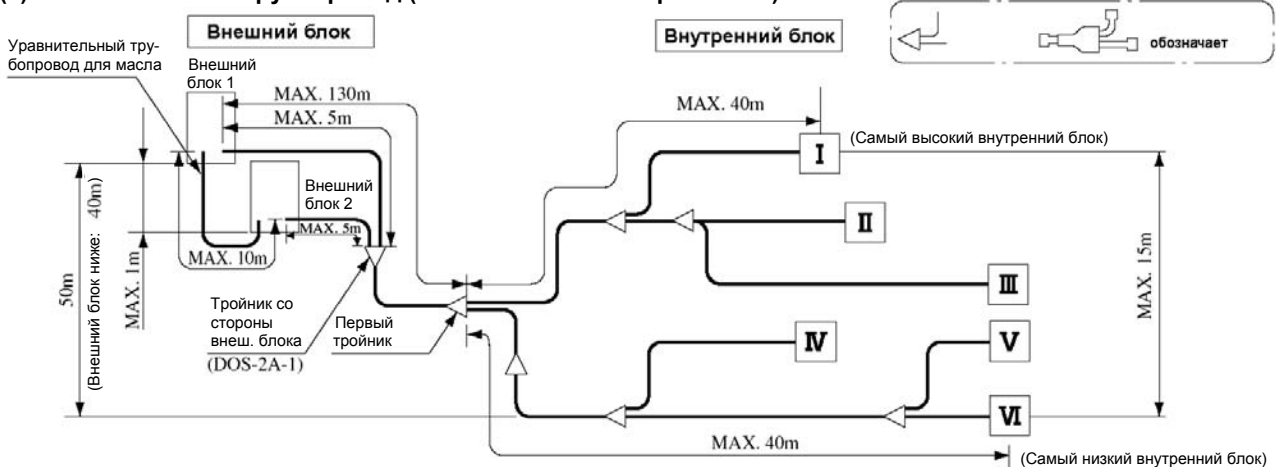 Внешний блок
Внутренний блок
обозначает
Уравнительный тру-
бопровод для масла
Внешний
блок 1
MAX. 130m
MAX. 5m
MAX. 40m
I
(Самый высокий внутренний блок)
Внешний
блок 2
MAX. 5m
II
MAX. 10m
MAX. 1m
50m
(Внешний блок ниже: 40m)
III
MAX. 15m
Тройник со
стороны
внеш. блока
(DOS-2A-1)
Первый
тройник
IV
V
VI
MAX. 40m
(Самый низкий внутренний блок)